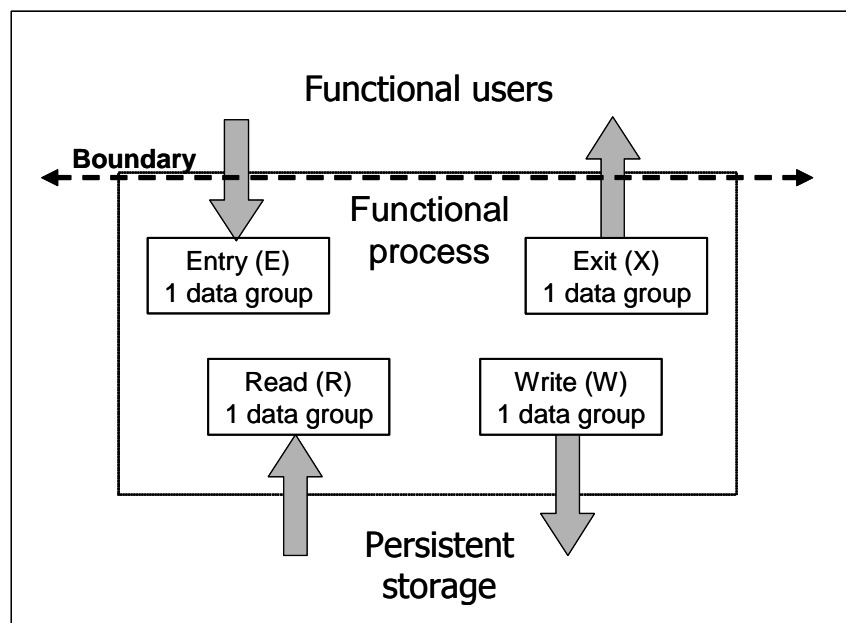 Functional users
Boundary
Functional
process
Entry (E)
1 data group
Exit (X)
1 data group
Read (R)
1 data group
Write (W)
1 data group
Persistent
storage